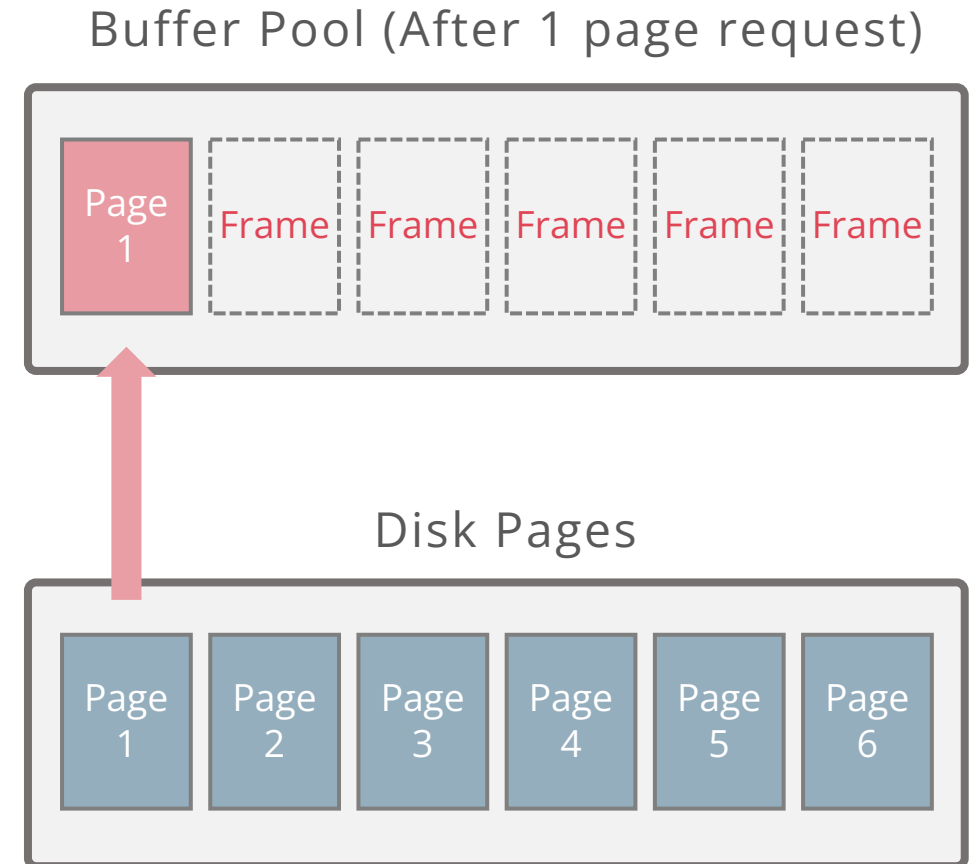 Buffer Pool (After 1 page request)
Page
1
Frame
Frame
Frame
Frame
Frame
Disk Pages
Page
1
Page
2
Page
3
Page
4
Page
5
Page
6